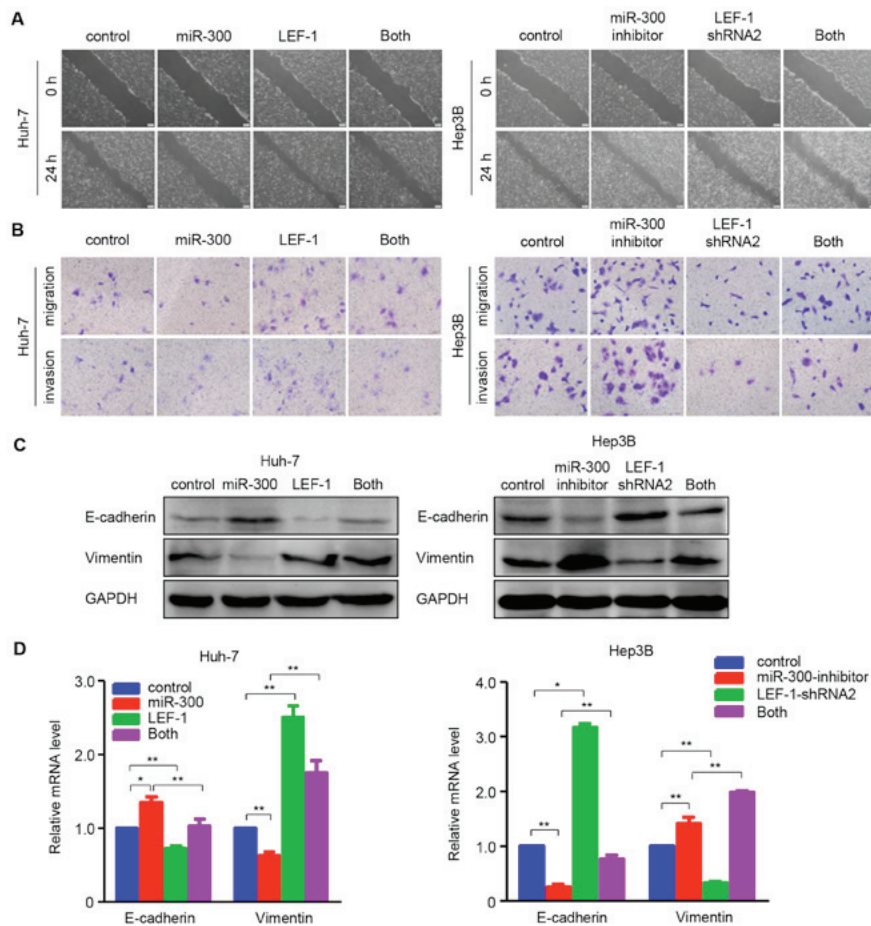 A
control miR-300 LEF-1 Both
Huh-7
0 h
24 h
control miR-300 inhibitor LEF-1 shRNA2 Both
Hep3B
0 h
24 h
B
control miR-300 LEF-1 Both
Huh-7
migration
invasion
control miR-300 inhibitor LEF-1 shRNA2 Both
Hep3B
migration
invasion
C
Huh-7
control miR-300 LEF-1 Both
E-cadherin
Vimentin
GAPDH
Hep3B
control miR-300 inhibitor LEF-1 shRNA2 Both
E-cadherin
Vimentin
GAPDH
D
Huh-7
Relative mRNA level
3.0
2.0
1.0
0
control
miR-300
LEF-1
Both
** * ** ** ** **
E-cadherin Vimentin
Hep3B
Relative mRNA level
4.0
3.0
2.0
1.0
0
control
miR-300-inhibitor
LEF-1-shRNA2
Both
* ** ** ** ** **
E-cadherin Vimentin